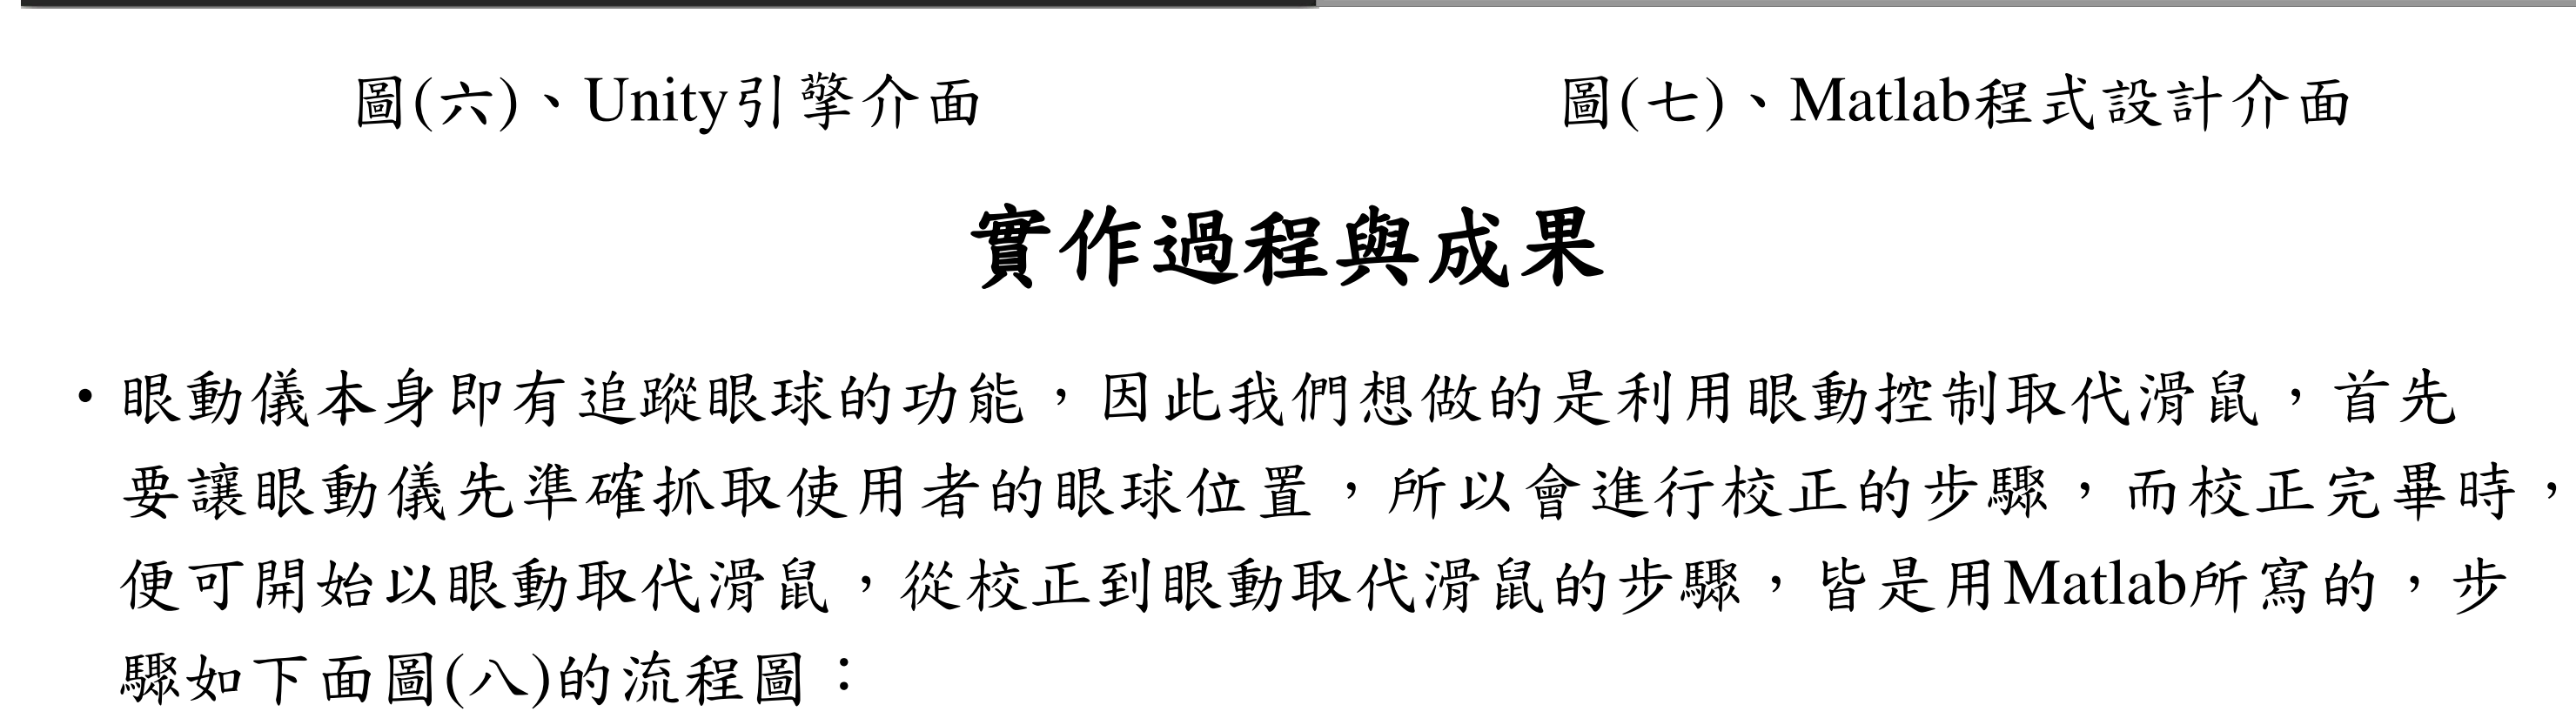 圖(六)、Unity引擎介面
圖(七)、Matlab程式設計介面
實作過程與成果
•眼動儀本身即有追蹤眼球的功能，因此我們想做的是利用眼動控制取代滑鼠，首先
要讓眼動儀先準確抓取使用者的眼球位置，所以會進行校正的步驟，而校正完畢時，
便可開始以眼動取代滑鼠，從校正到眼動取代滑鼠的步驟，皆是用Matlab所寫的，步
驟如下面圖(八)的流程圖：